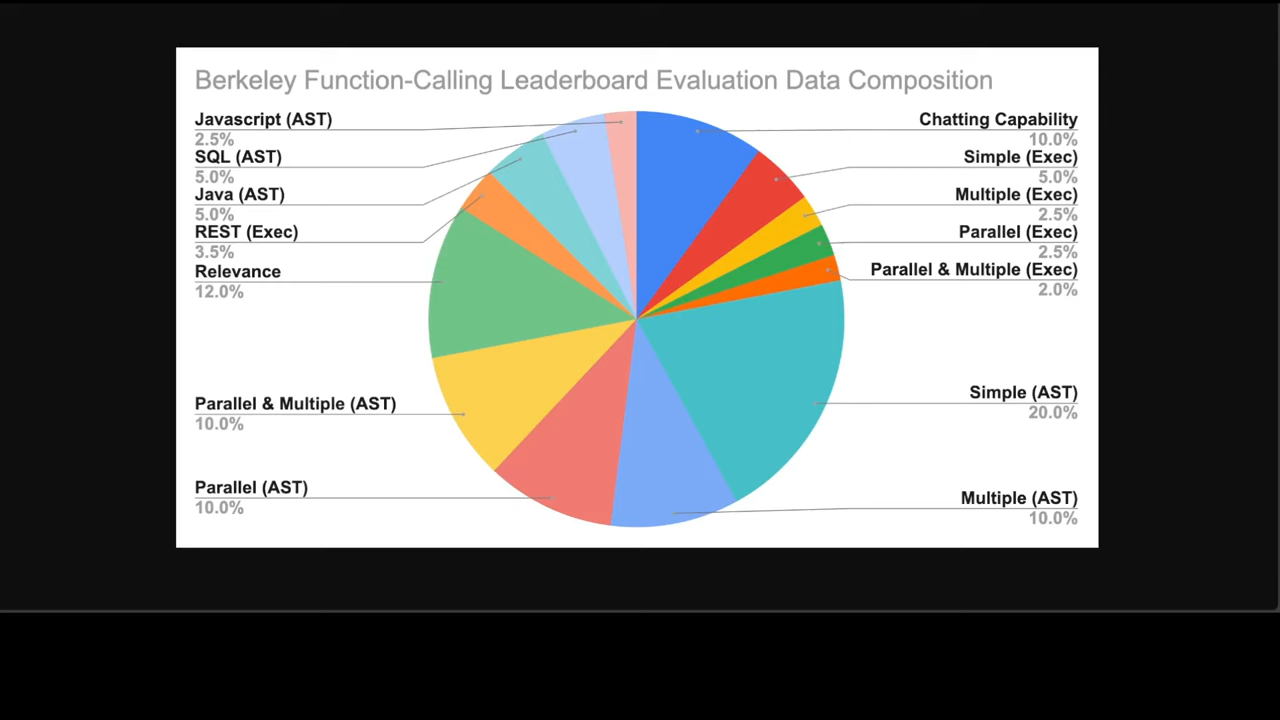 Berkeley Function-Calling Leaderboard Evaluation Data Composition
Javascript (AST)
2.5%
SQL (AST)
5.0%
Java (AST)
5.0%
REST (Exec)
3.5%
Relevance
12.0%
Parallel & Multiple (AST)
10.0%
Parallel (AST)
10.0%
Chatting Capability
10.0%
Simple (Exec)
5.0%
Multiple (Exec)
2.5%
Parallel (Exec)
2.5%
Parallel & Multiple (Exec)
2.0%
Simple (AST)
20.0%
Multiple (AST)
10.0%